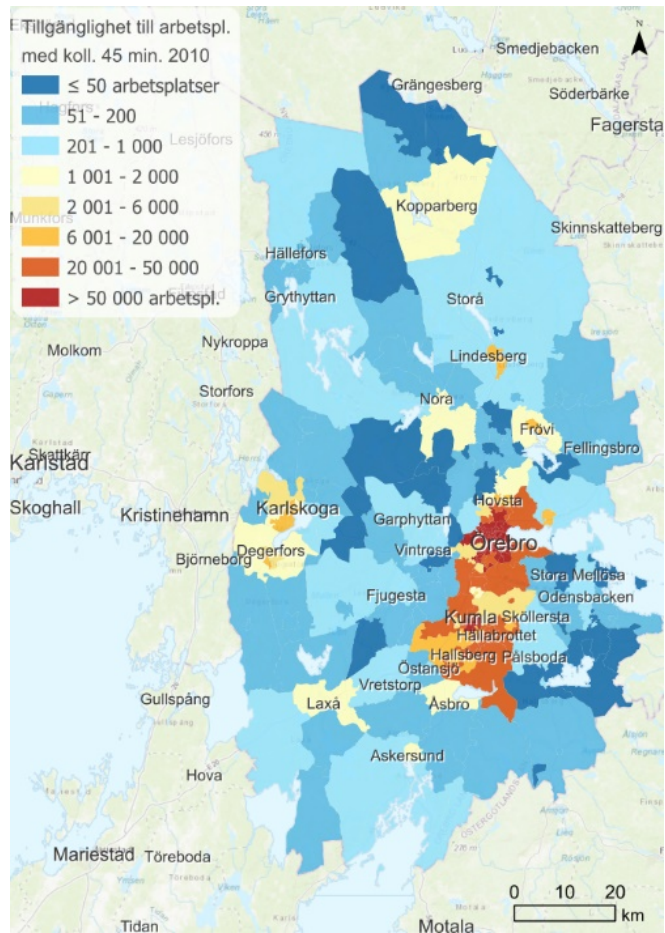 Tillgänglighet till arbetspl.
med koll. 45 min. 2010
≤ 50 arbetsplatser
51 - 200
201 - 1 000
1 001 - 2 000
2 001 - 6 000
6 001 - 20 000
20 001 - 50 000
> 50 000 arbetspl.
N
Smedjebacken
Grängesberg
Söderbärke
Fagersta
Lesjöfors
Kopparberg
Skinnskatteberg
Hällefors
Grythyttan
Storå
Nykroppa
Molkom
Lindesberg
Storfors
Nora
Frövi
Fellingsbro
Skattkärr
Karlstad
Skoghall
Karlskoga
Hovsta
Kristinehamn
Garphyttan
Örebro
Degerfors
Vintrosa
Björneborg
Stora Mellösa
Fjugesta
Odensbacken
Kumla
Sköllersta
Hällabrottet
Hallsberg
Pålsboda
Östansjö
Vretstorp
Gullspång
Laxå
Åsbro
Askersund
Hova
ÖSTERGÖTLANDS
Mariestad
Töreboda
0 10 20
km
Tidan
Motala